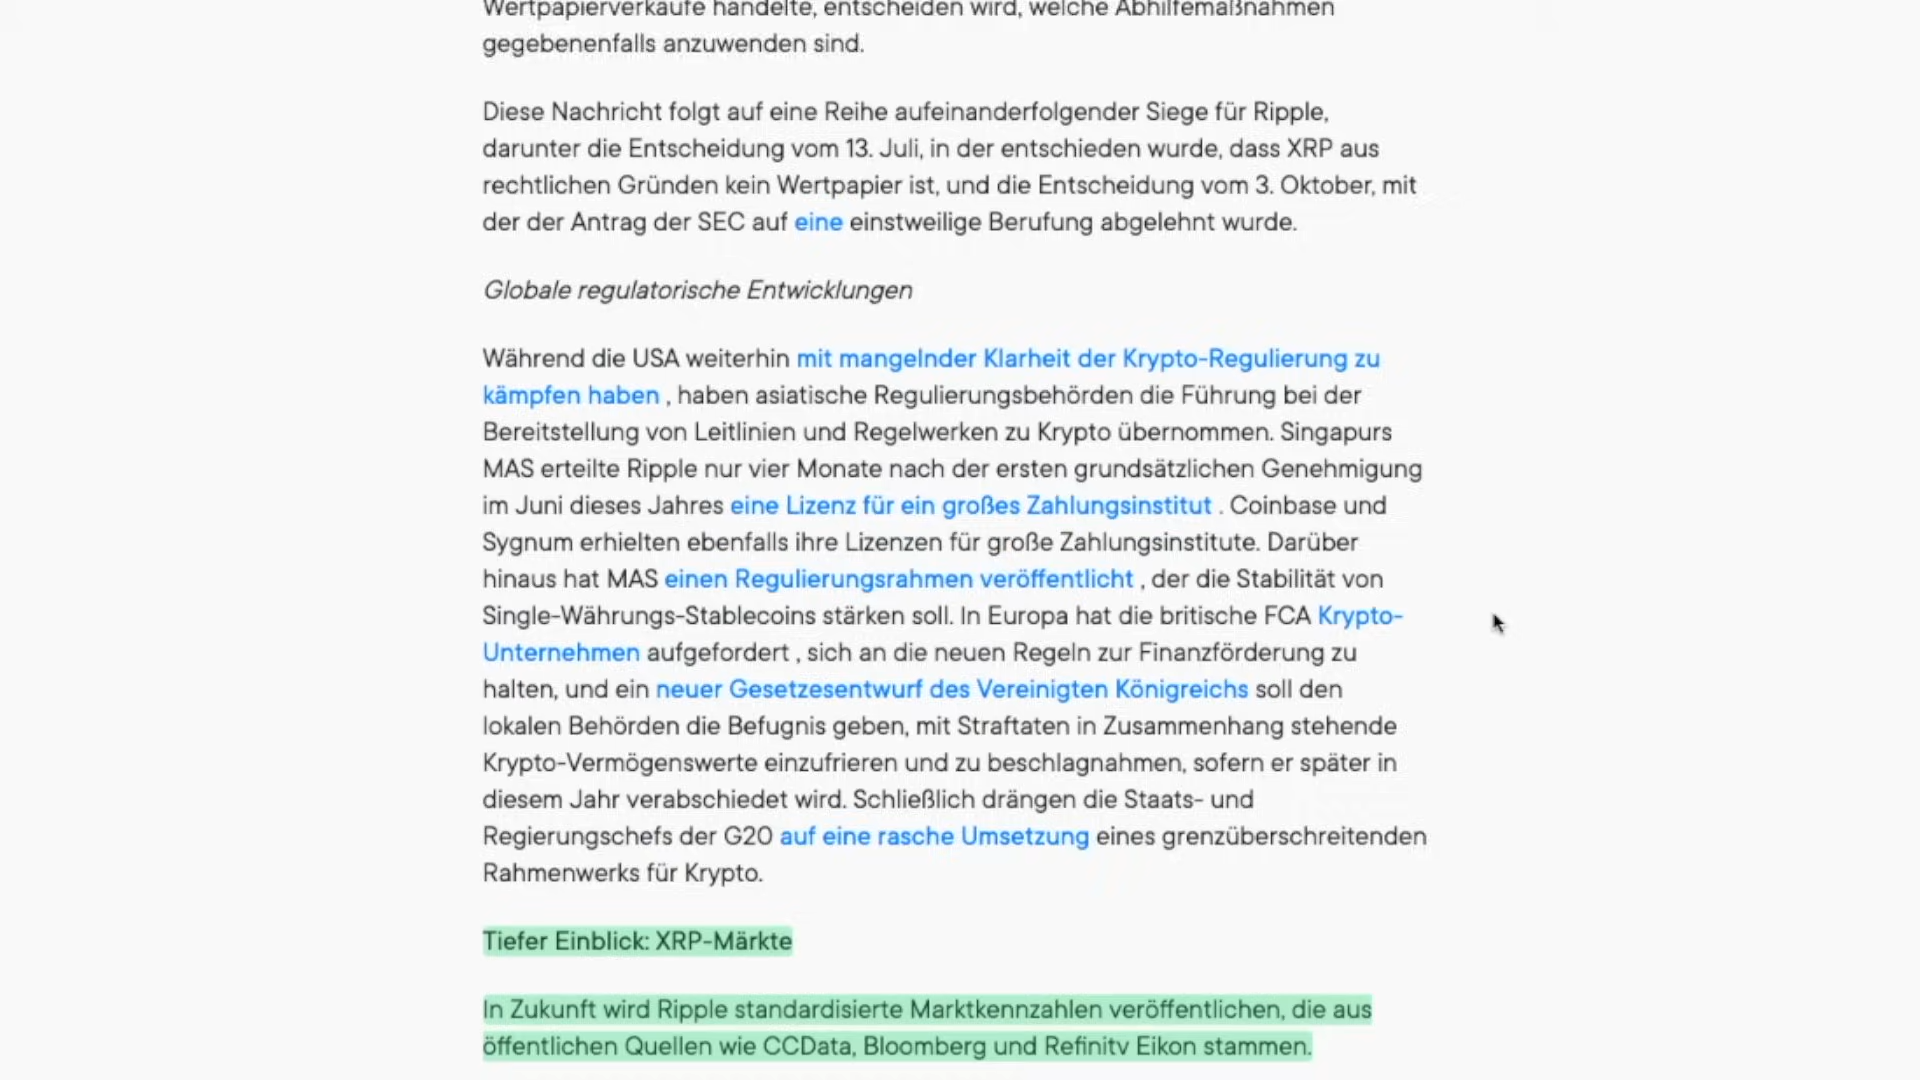 Wertpapierverkäufe handelte, entscheiden wird, welche Abhilfemaßnahmen
gegebenenfalls anzuwenden sind.
Diese Nachricht folgt auf eine Reihe aufeinanderfolgender Siege für Ripple,
darunter die Entscheidung vom 13. Juli, in der entschieden wurde, dass XRP aus
rechtlichen Gründen kein Wertpapier ist, und die Entscheidung vom 3. Oktober, mit
der der Antrag der SEC auf eine einstweilige Berufung abgelehnt wurde.
Globale regulatorische Entwicklungen
Während die USA weiterhin mit mangelnder Klarheit der Krypto-Regulierung zu
kämpfen haben , haben asiatische Regulierungsbehörden die Führung bei der
Bereitstellung von Leitlinien und Regelwerken zu Krypto übernommen. Singapurs
MAS erteilte Ripple nur vier Monate nach der ersten grundsätzlichen Genehmigung
im Juni dieses Jahres eine Lizenz für ein großes Zahlungsinstitut . Coinbase und
Sygnum erhielten ebenfalls ihre Lizenzen für große Zahlungsinstitute. Darüber
hinaus hat MAS einen Regulierungsrahmen veröffentlicht , der die Stabilität von
Single-Währungs-Stablecoins stärken soll. In Europa hat die britische FCA Krypto-
Unternehmen aufgefordert , sich an die neuen Regeln zur Finanzförderung zu
halten, und ein neuer Gesetzesentwurf des Vereinigten Königreichs soll den
lokalen Behörden die Befugnis geben, mit Straftaten in Zusammenhang stehende
Krypto-Vermögenswerte einzufrieren und zu beschlagnahmen, sofern er später in
diesem Jahr verabschiedet wird. Schließlich drängen die Staats- und
Regierungschefs der G20 auf eine rasche Umsetzung eines grenzüberschreitenden
Rahmenwerks für Krypto.
Tiefer Einblick: XRP-Märkte
In Zukunft wird Ripple standardisierte Marktkennzahlen veröffentlichen, die aus
öffentlichen Quellen wie CCData, Bloomberg und Refinitv Eikon stammen.